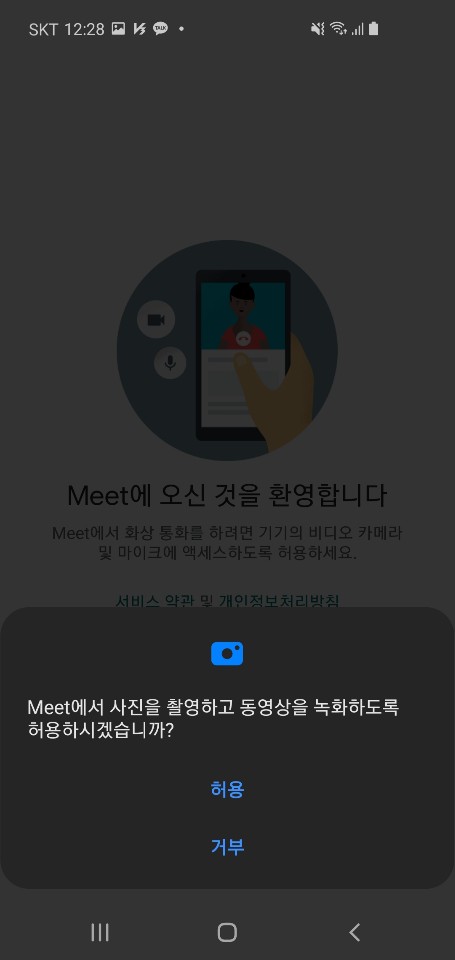 SKT 12:28
TALK
Meet에 오신 것을 환영합니다
Meet에서 화상 통화를 하려면 기기의 비디오 카메라
및 마이크에 액세스하도록 허용하세요.
서비스 약관 및 개인정보처리방침
Meet에서 사진을 촬영하고 동영상을 녹화하도록
허용하시겠습니까?
허용
거부